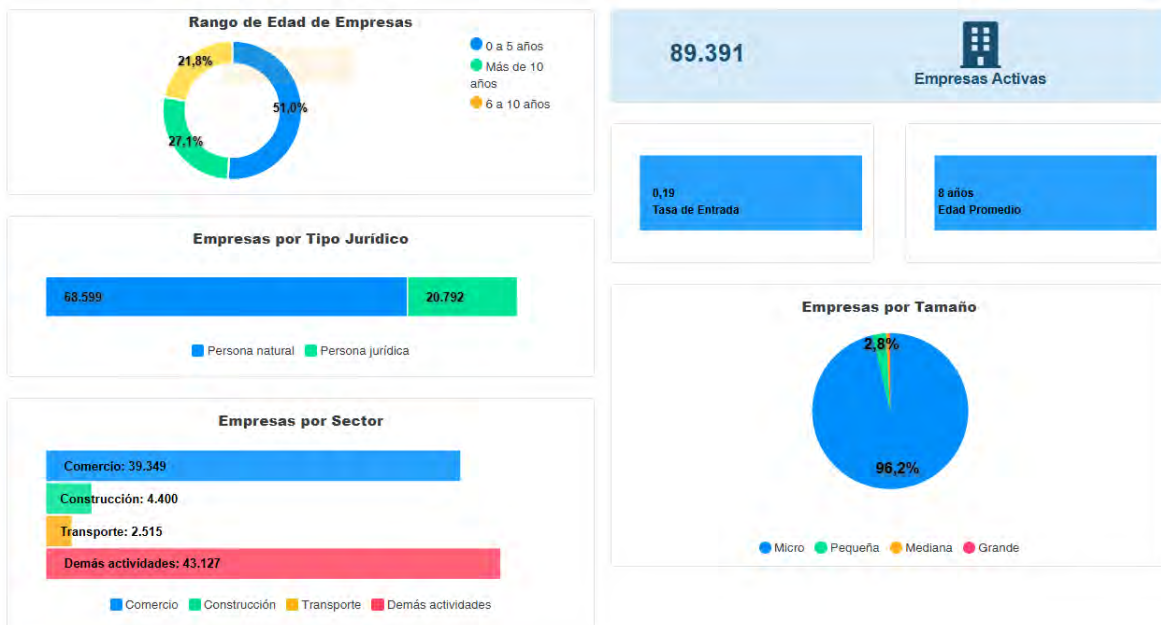 Rango de Edad de Empresas
21,8%
51,0%
27,1%
0 a 5 años
Más de 10
años
6 a 10 años
89.391
Empresas Activas
0,19
Tasa de Entrada
8 años
Edad Promedio
Empresas por Tipo Jurídico
68.599
20.792
Persona natural
Persona jurídica
Empresas por Tamaño
2,8%
96,2%
Micro
Pequeña
Mediana
Grande
Empresas por Sector
Comercio: 39.349
Construcción: 4.400
Transporte: 2.515
Demás actividades: 43.127
Comercio
Construcción
Transporte
Demás actividades